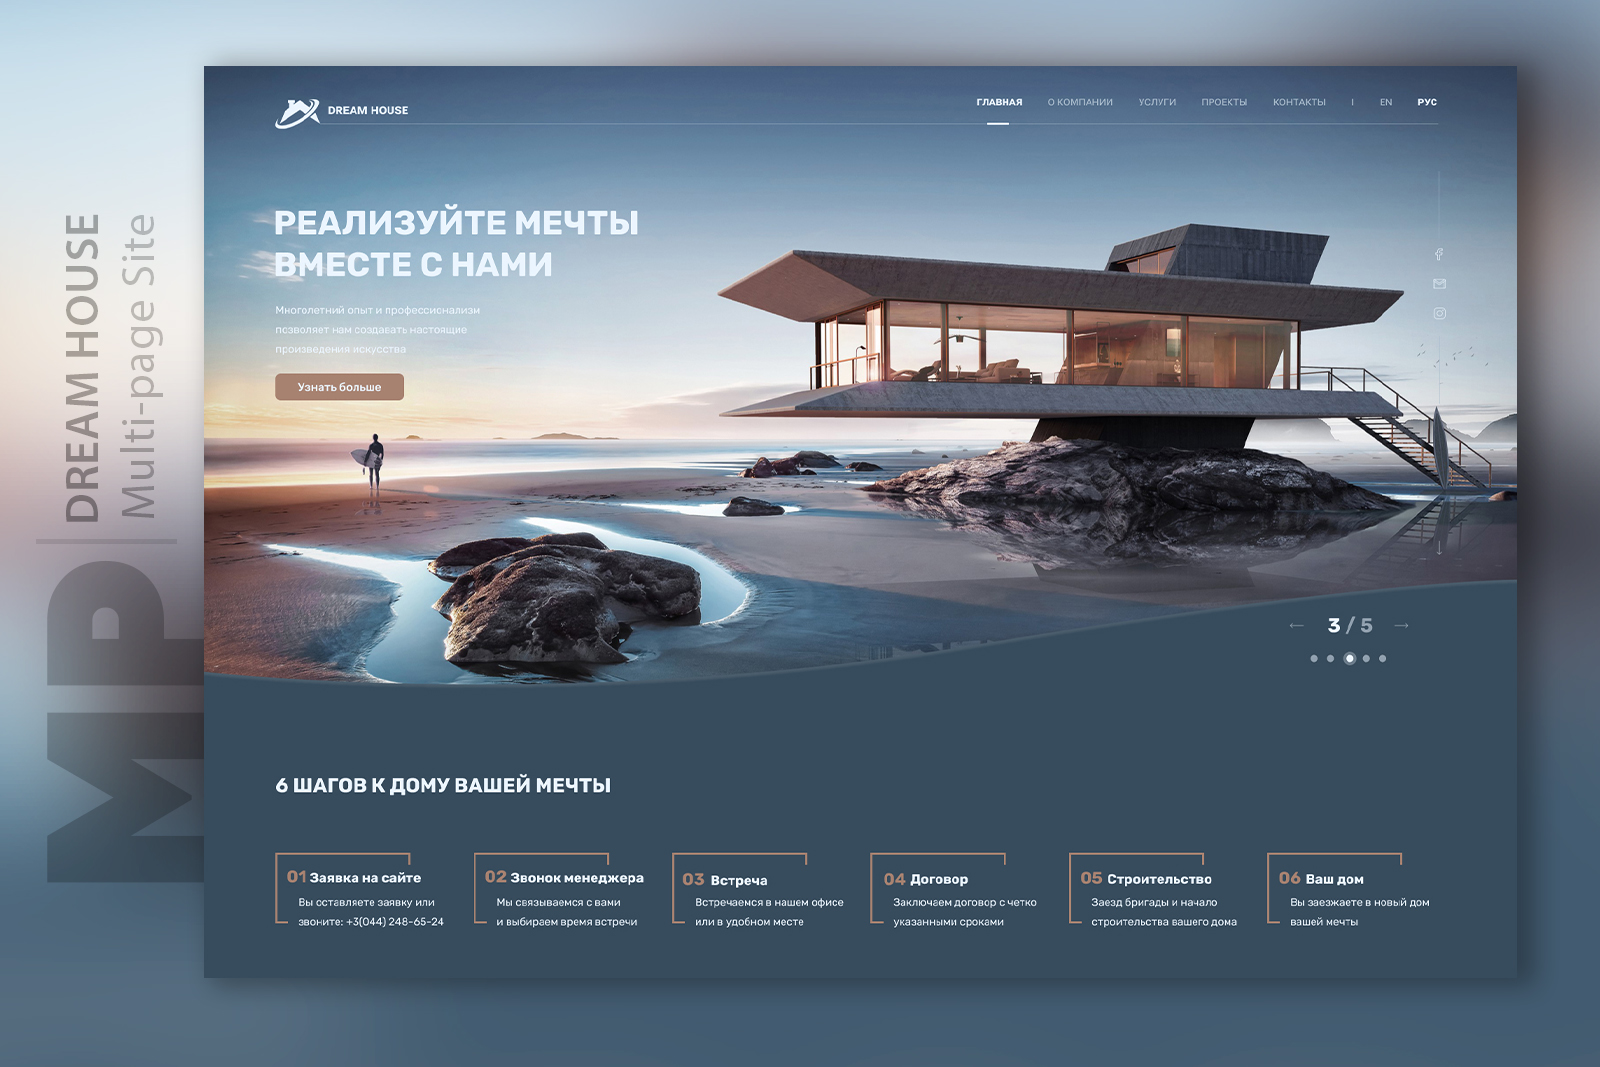 DREAM HOUSE
Multi-page Site
MP
DREAM HOUSE
ГЛАВНАЯ О КОМПАНИИ УСЛУГИ ПРОЕКТЫ КОНТАКТЫ | EN РУС
РЕАЛИЗУЙТЕ МЕЧТЫ
ВМЕСТЕ С НАМИ
Многолетний опыт и профессионализм
позволяет нам создавать настоящие
произведения искусства
Узнать больше
3 / 5
6 ШАГОВ К ДОМУ ВАШЕЙ МЕЧТЫ
01 Заявка на сайте
Вы оставляете заявку или
звоните: +3(044) 248-65-24
02 Звонок менеджера
Мы связываемся с вами
и выбираем время встречи
03 Встреча
Встречаемся в нашем офисе
или в удобном месте
04 Договор
Заключаем договор с четко
указанными сроками
05 Строительство
Заезд бригады и начало
строительства вашего дома
06 Ваш дом
Вы заезжаете в новый дом
вашей мечты